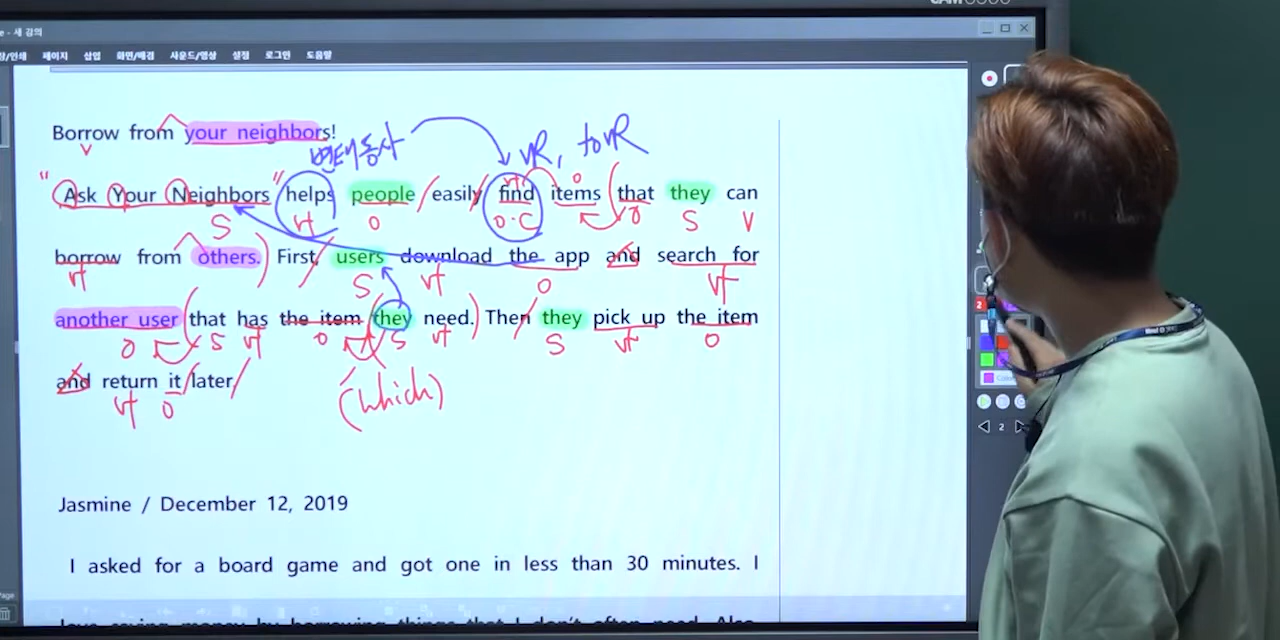 - 새 강의
페이지 삽입 화면/배경 사운드/영상 설정 로그인 도움말
Borrow from your neighbors!
변태동사 VR, to VR
"Ask Your Neighbors" helps people easily find items that they can
S vt O O·C O S V
borrow from others. First, users download the app and search for
vt S vt O vt
another user that has the item they need. Then they pick up the item
O S vt O S vt S vt O
and return it later.
vt O (which)
Jasmine / December 12, 2019
I asked for a board game and got one in less than 30 minutes. I
2